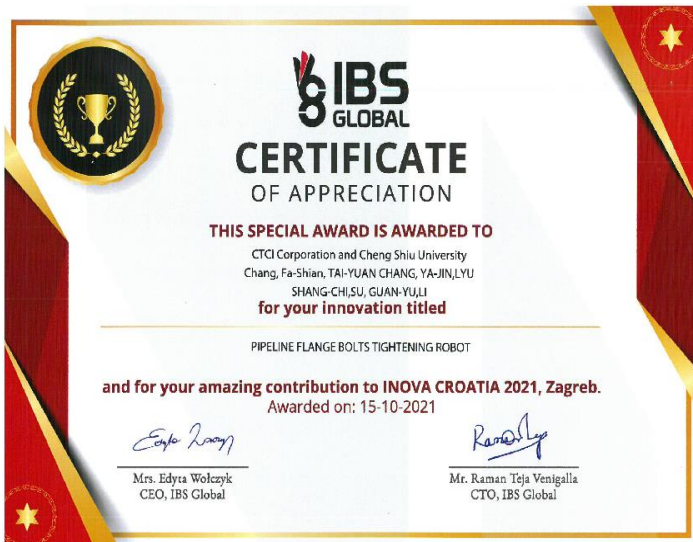 IBS
GLOBAL
CERTIFICATE
OF APPRECIATION
THIS SPECIAL AWARD IS AWARDED TO
CTCI Corporation and Cheng Shiu University
Chang, Fa-Shian, TAI-YUAN CHANG, YA-JIN,LYU
SHANG-CHI,SU, GUAN-YU,LI
for your innovation titled
PIPELINE FLANGE BOLTS TIGHTENING ROBOT
and for your amazing contribution to INOVA CROATIA 2021, Zagreb.
Awarded on: 15-10-2021
Mrs. Edyta Wołczyk
CEO, IBS Global
Mr. Raman Teja Venigalla
CTO, IBS Global